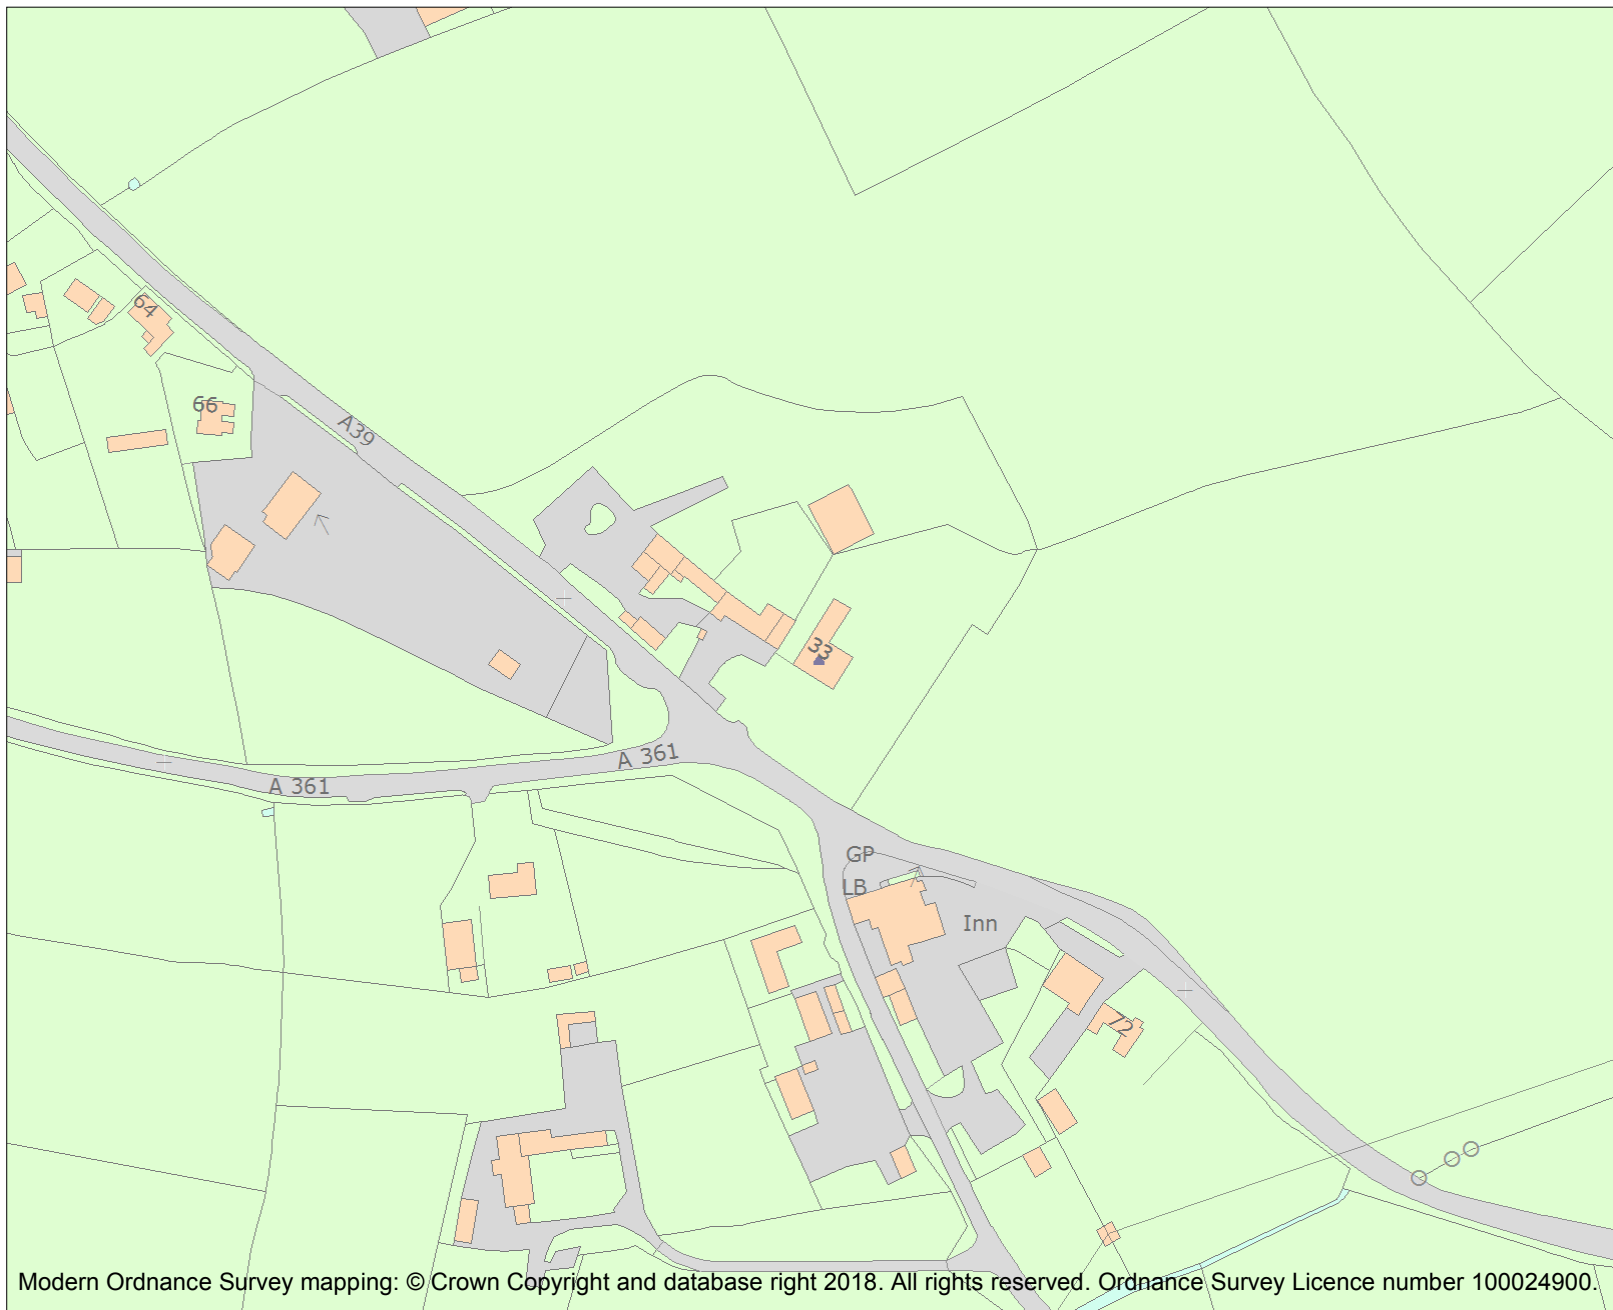 64
66
A39
33
A 361
A 361
GP
LB
Inn
72
Modern Ordnance Survey mapping: © Crown Copyright and database right 2018. All rights reserved. Ordnance Survey Licence number 100024900.